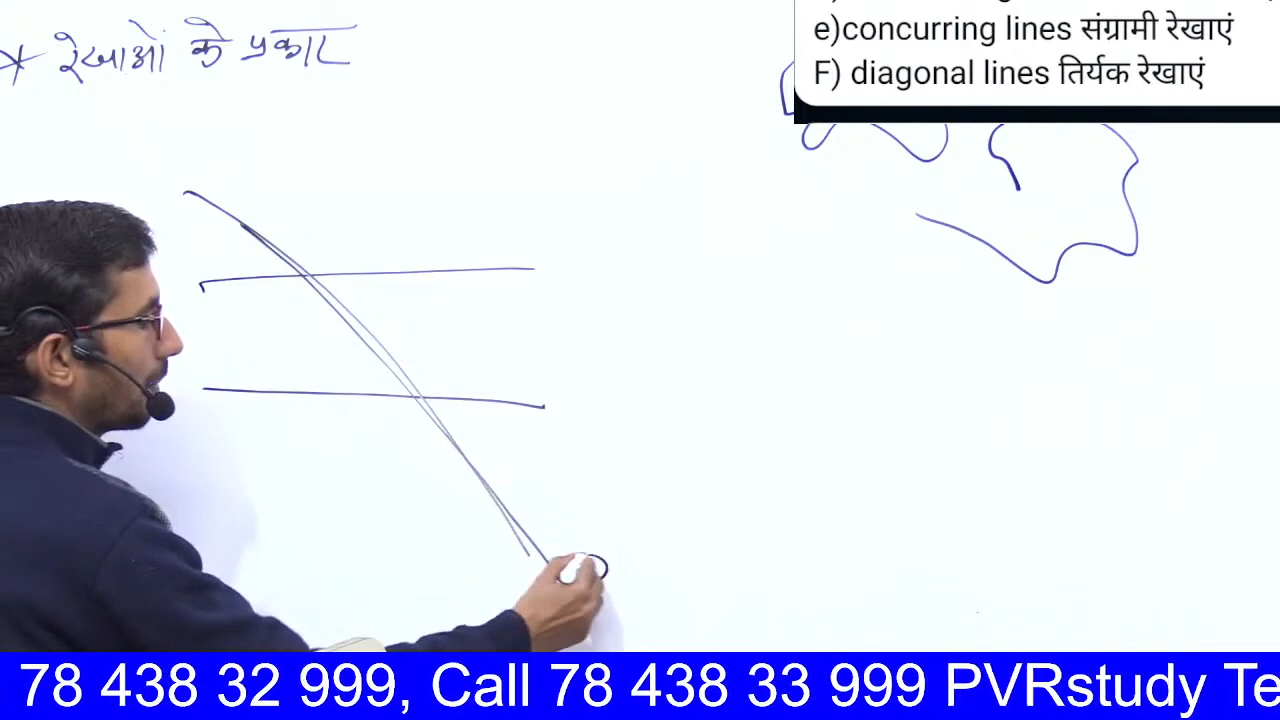 * रेखाओं के प्रकार
e)concurring lines संग्रामी रेखाएं
F) diagonal lines तिर्यक रेखाएं
78 438 32 999, Call 78 438 33 999 PVRstudy Te